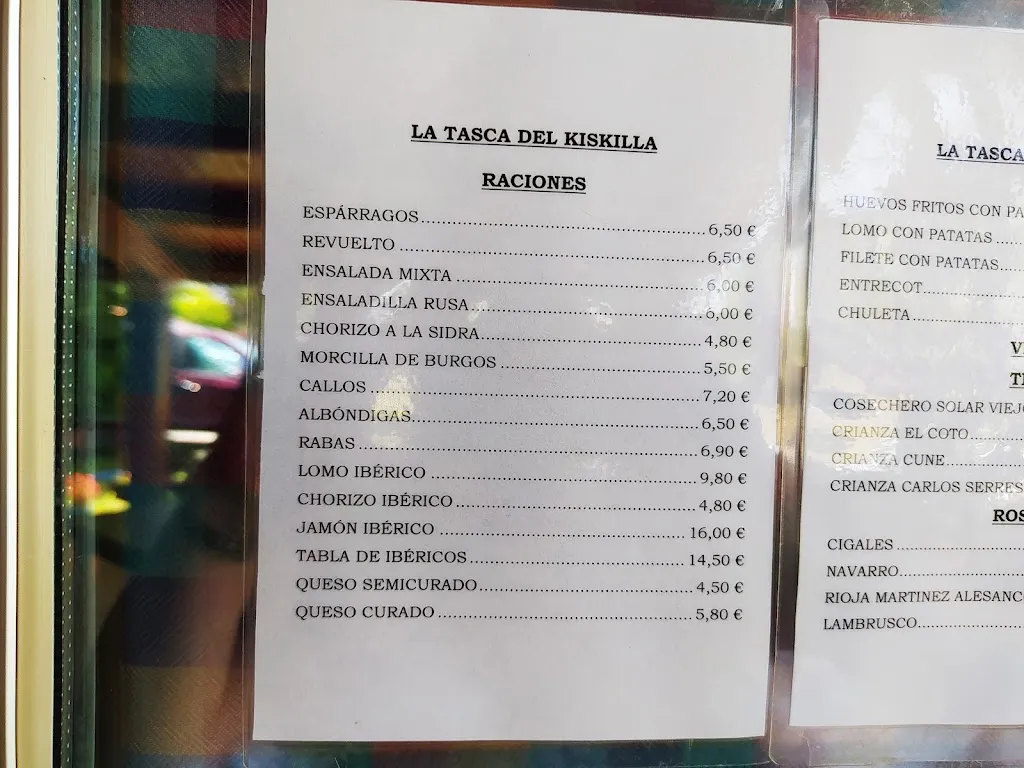 LA TASCA DEL KISKILLA
RACIONES
ESPÁRRAGOS 6,50 €
REVUELTO 6,50 €
ENSALADA MIXTA 6,00 €
ENSALADILLA RUSA 6,00 €
CHORIZO A LA SIDRA 4,80 €
MORCILLA DE BURGOS 5,50 €
CALLOS 7,20 €
ALBÓNDIGAS 6,50 €
RABAS 6,90 €
LOMO IBÉRICO 9,80 €
CHORIZO IBÉRICO 4,80 €
JAMÓN IBÉRICO 16,00 €
TABLA DE IBÉRICOS 14,50 €
QUESO SEMICURADO 4,50 €
QUESO CURADO 5,80 €
LA TASCA
HUEVOS FRITOS CON PA
LOMO CON PATATAS
FILETE CON PATATAS
ENTRECOT
CHULETA
COSECHERO SOLAR VIEJO
CRIANZA EL COTO
CRIANZA CUNE
CRIANZA CARLOS SERRES
ROS
CIGALES
NAVARRO
RIOJA MARTINEZ ALESANCO
LAMBRUSCO